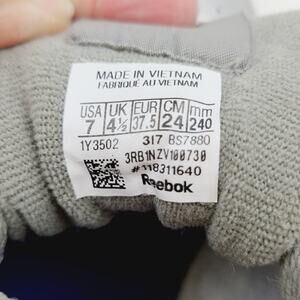 MADE IN VIETNAM
FABRIQUÉ AU VIETNAM
USA UK EUR CM mm
7 4½ 37.5 24 240
1Y3502 317 BS7880
3RB1NZV100730
#118311640
Reebok